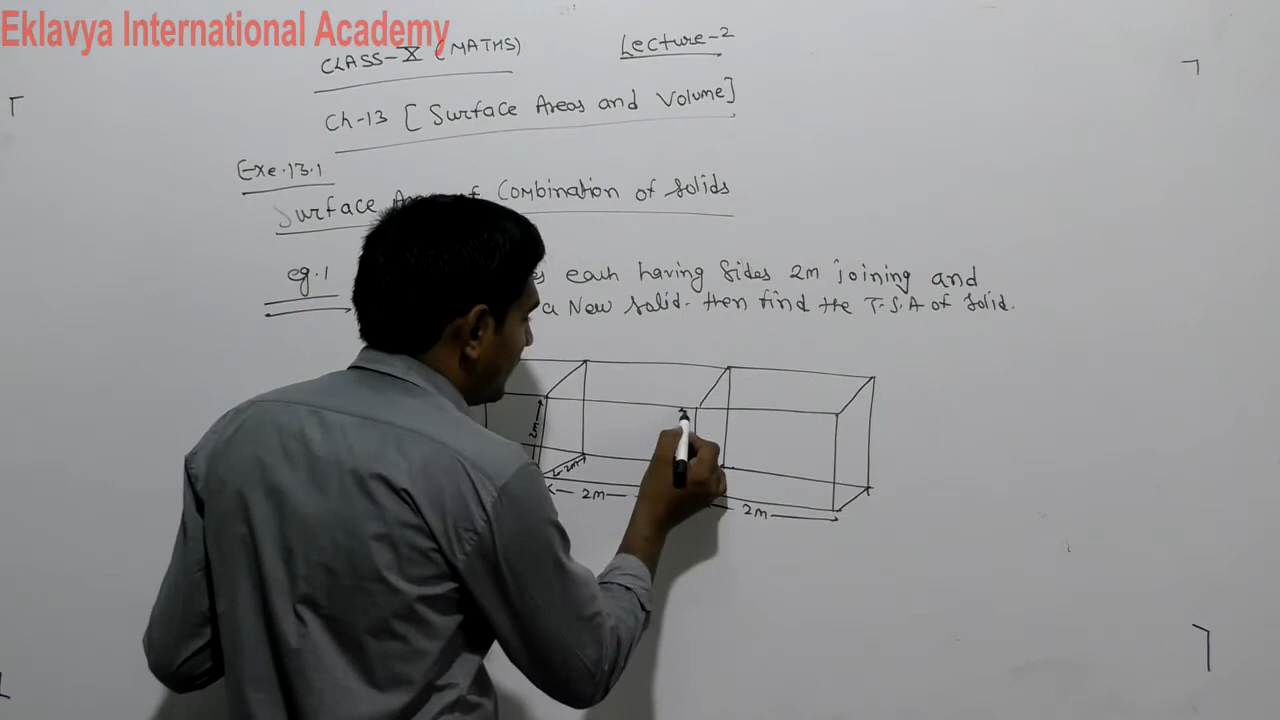 Eklavya International Academy
CLASS-X (MATHS) Lecture-2
Ch-13 [Surface Areas and Volume]
Exe.13.1
Surface of Combination of Solids
eg.1 each having Sides 2m joining and
a New Solid. then find the T.S.A of Solid.
2m
2m
2m
2m